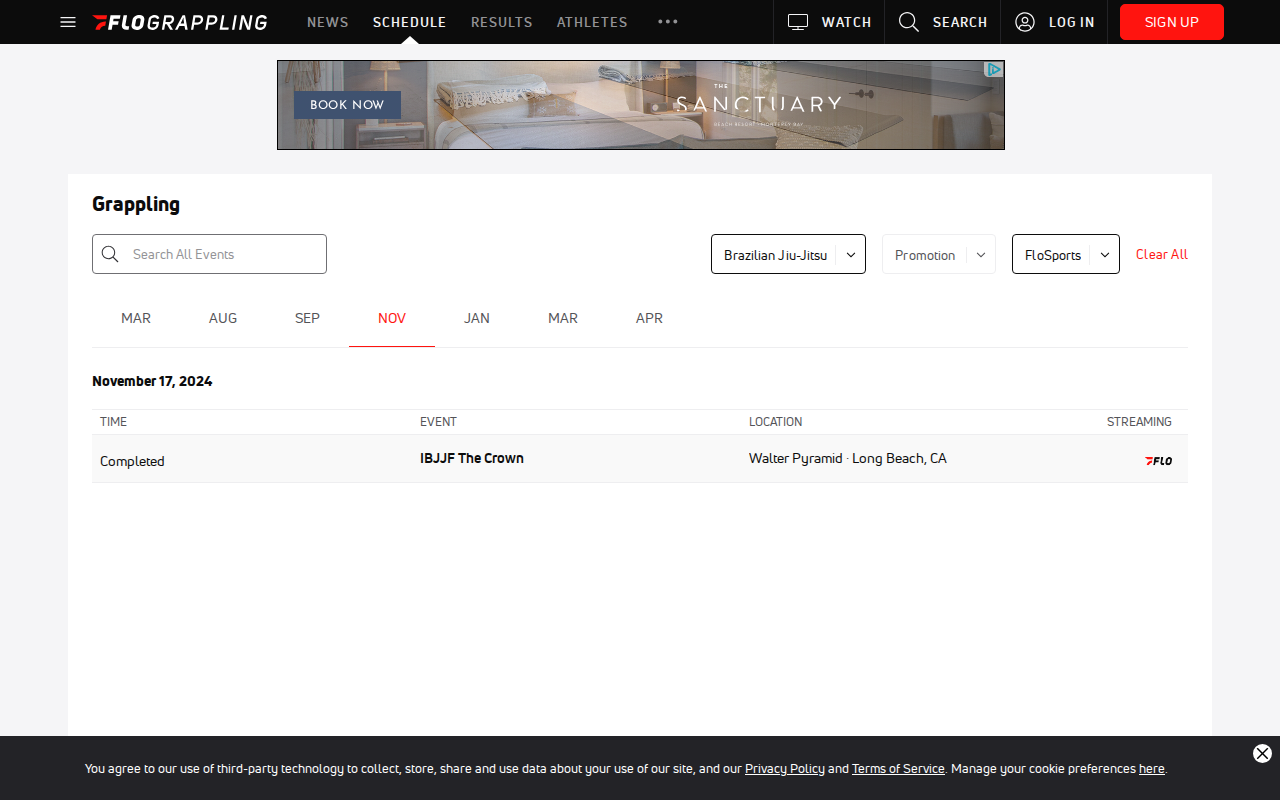 FLOGRAPPLING NEWS SCHEDULE RESULTS ATHLETES ••• WATCH SEARCH LOG IN SIGN UP
BOOK NOW
THE
SANCTUARY
BEACH RESORT · MONTEREY BAY
Grappling
Search All Events Brazilian Jiu-Jitsu Promotion FloSports Clear All
MAR AUG SEP NOV JAN MAR APR
November 17, 2024
TIME EVENT LOCATION STREAMING
Completed IBJJF The Crown Walter Pyramid · Long Beach, CA FLO
You agree to our use of third-party technology to collect, store, share and use data about your use of our site, and our Privacy Policy and Terms of Service. Manage your cookie preferences here.